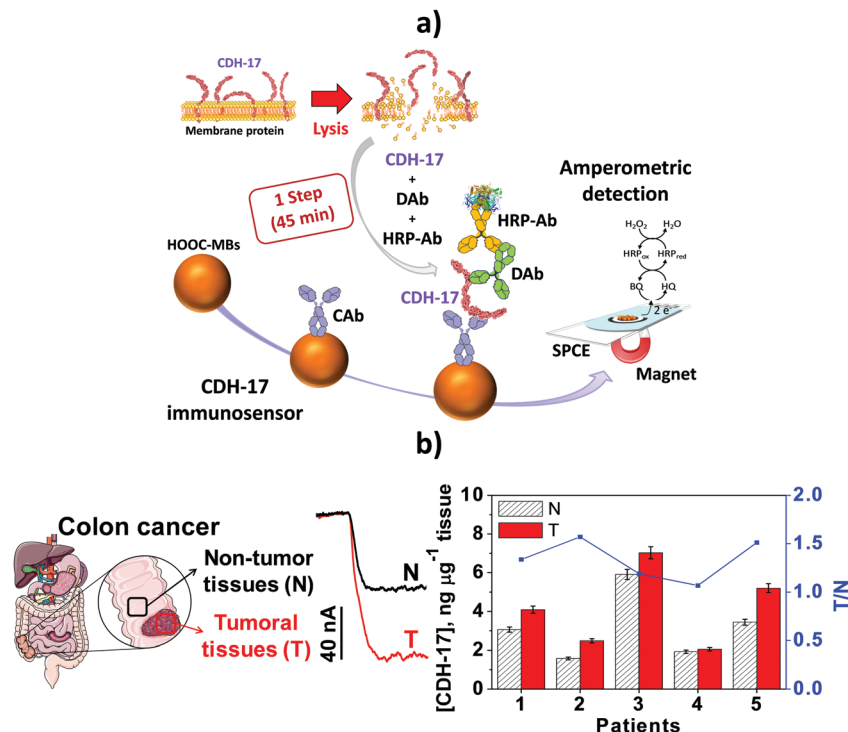 a)
CDH-17
Membrane protein
Lysis
CDH-17
+
DAb
+
HRP-Ab
1 Step
(45 min)
HOOC-MBs
CAb
CDH-17
immunosensor
HRP-Ab
DAb
CDH-17
Amperometric
detection
H₂O₂
H₂O
HRPox
HRPred
BQ
HQ
2 e⁻
SPCE
Magnet
b)
Colon cancer
Non-tumor
tissues (N)
Tumoral
tissues (T)
40 nA
N
T
[CDH-17], ng μg⁻¹ tissue
10
8
6
4
2
0
N
T
2.0
1.5
1.0
0.5
0.0
T/N
1 2 3 4 5
Patients